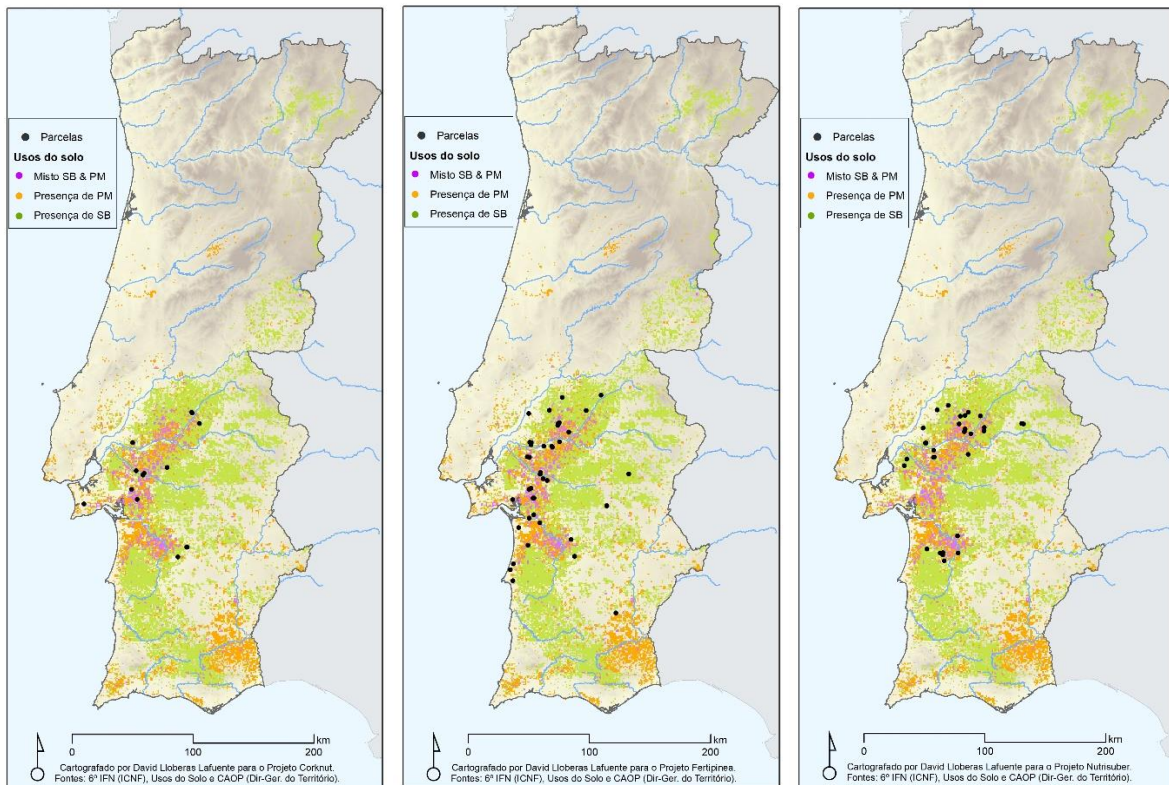 Parcelas
Usos do solo
Misto SB & PM
Presença de PM
Presença de SB
km
0 100 200
Cartografado por David Lloberas Lafuente para o Projeto Corknut.
Fontes: 6º IFN (ICNF), Usos do Solo e CAOP (Dir-Ger. do Território).
Parcelas
Usos do solo
Misto SB & PM
Presença de PM
Presença de SB
km
0 100 200
Cartografado por David Lloberas Lafuente para o Projeto Fertipinea.
Fontes: 6º IFN (ICNF), Usos do Solo e CAOP (Dir-Ger. do Território).
Parcelas
Usos do solo
Misto SB & PM
Presença de PM
Presença de SB
km
0 100 200
Cartografado por David Lloberas Lafuente para o Projeto Nutrisuber.
Fontes: 6º IFN (ICNF), Usos do Solo e CAOP (Dir-Ger. do Território).